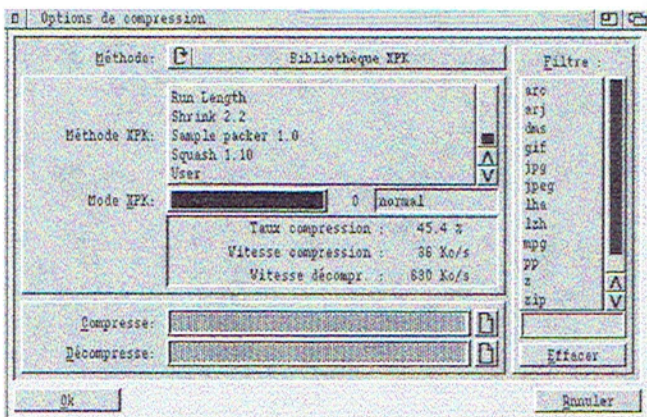 Options de compression
Méthode: Bibliothèque XPK
Méthode XPK:
Run Length
Shrink 2.2
Sample packer 1.0
Squash 1.10
User
Mode XPK: 0 normal
Taux compression : 45.4 %
Vitesse compression : 36 Ko/s
Vitesse décompr. : 630 Ko/s
Compresse:
Décompresse:
Filtre :
arc
arj
dms
gif
jpg
jpeg
lha
lzh
mpg
pp
z
zip
Effacer
Ok
Annuler